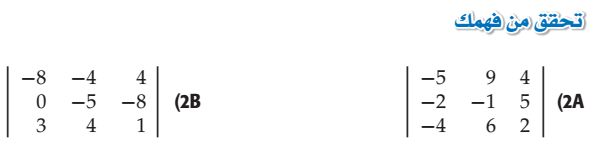 تحقق من فهمك
(2A | −5 9 4 |
| −2 −1 5 |
| −4 6 2 |
(2B | −8 −4 4 |
| 0 −5 −8 |
| 3 4 1 |